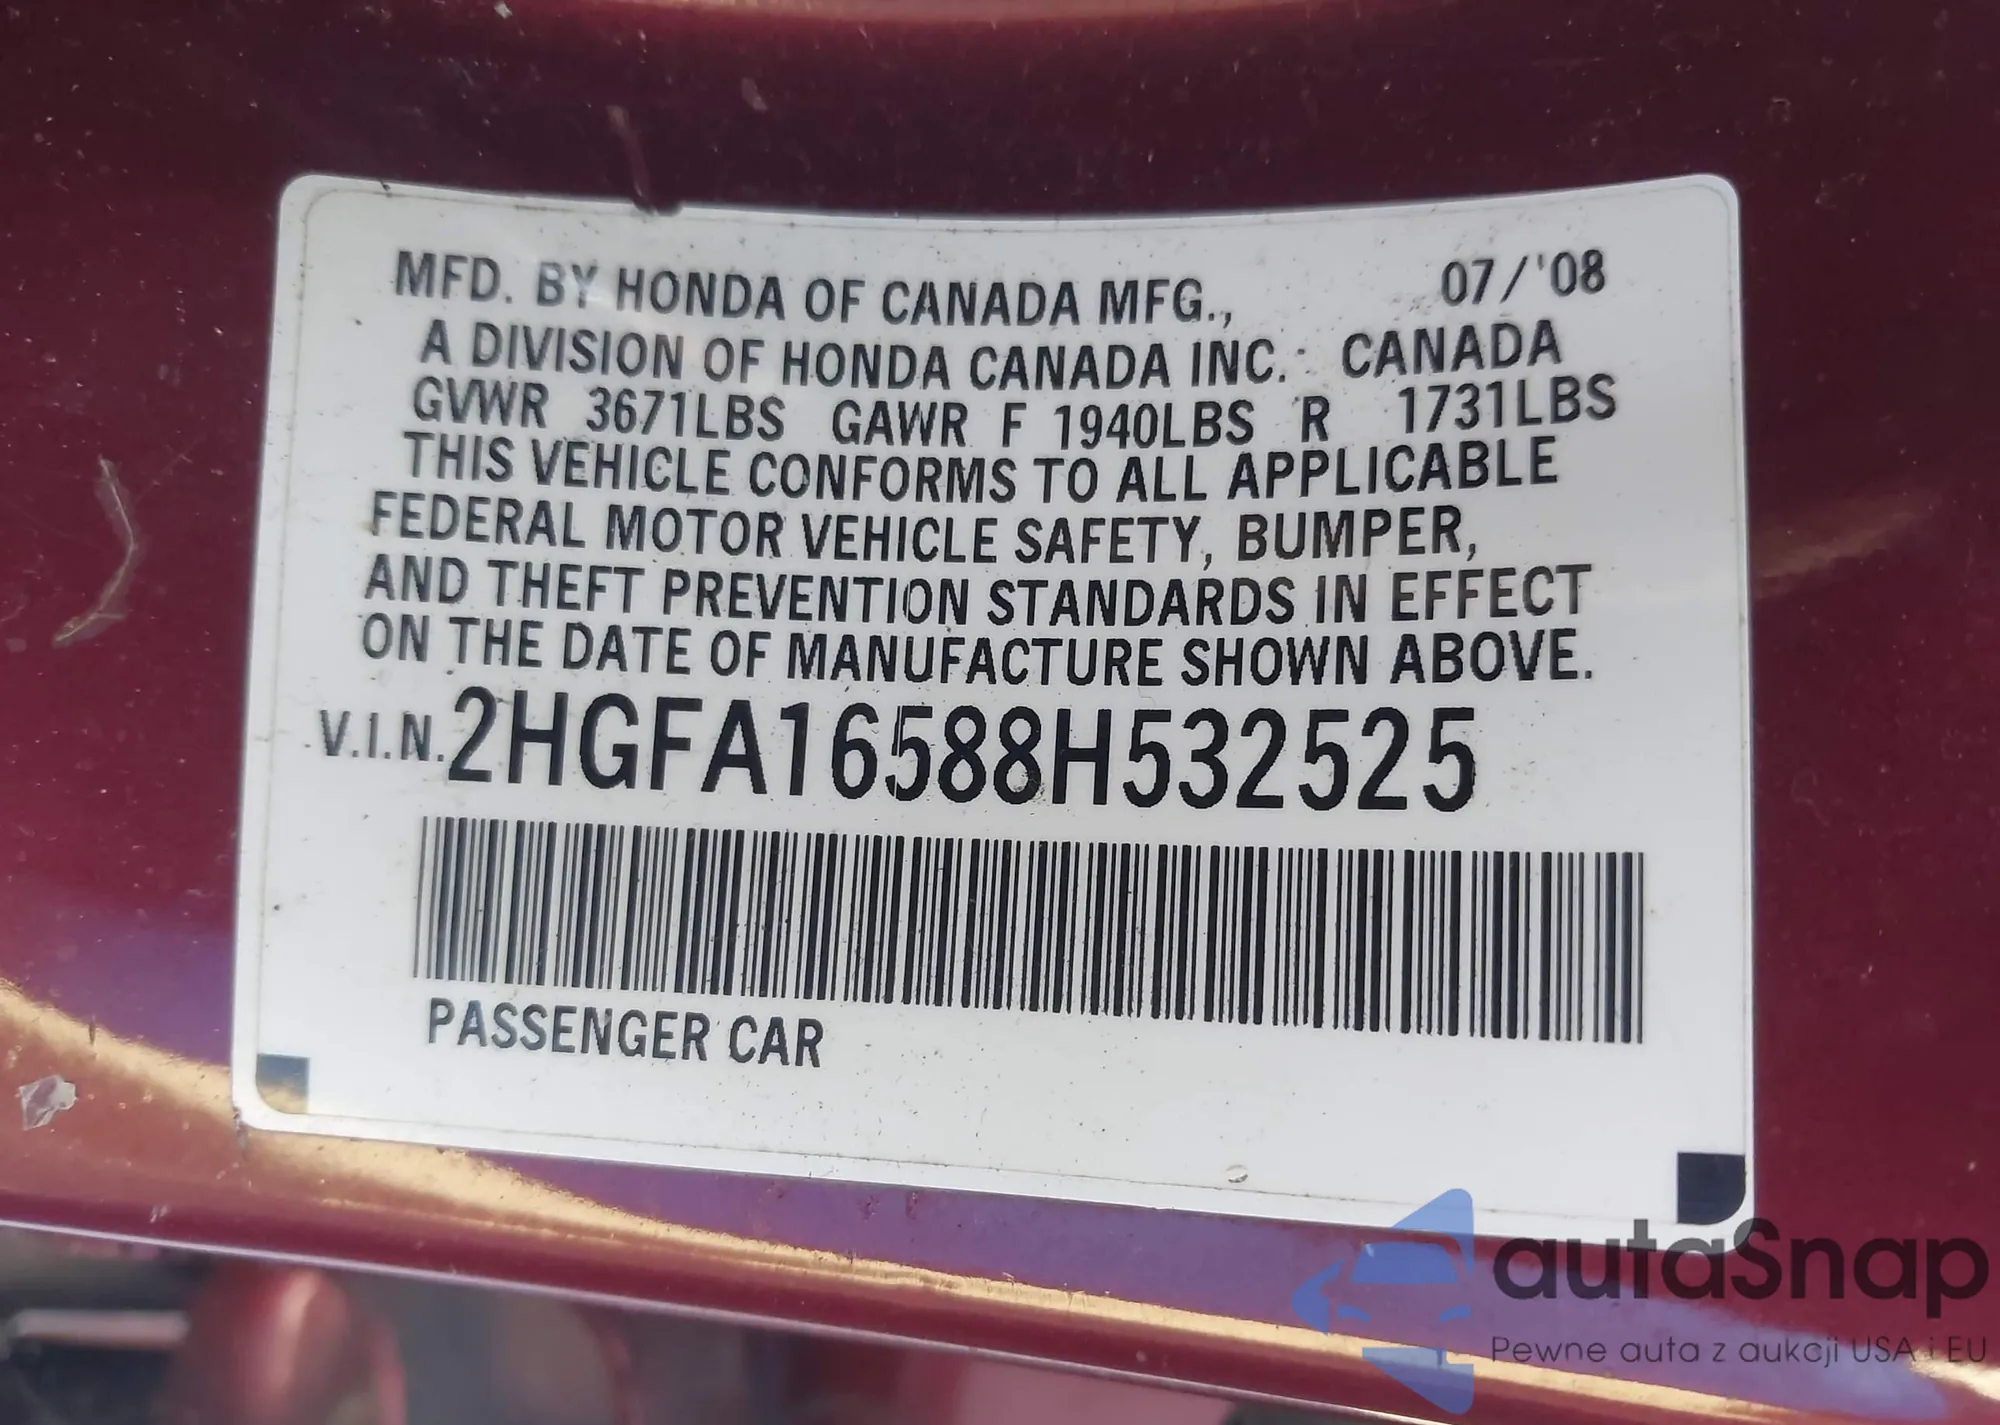 MFD. BY HONDA OF CANADA MFG., 07/'08
A DIVISION OF HONDA CANADA INC.: CANADA
GVWR 3671LBS GAWR F 1940LBS R 1731LBS
THIS VEHICLE CONFORMS TO ALL APPLICABLE
FEDERAL MOTOR VEHICLE SAFETY, BUMPER,
AND THEFT PREVENTION STANDARDS IN EFFECT
ON THE DATE OF MANUFACTURE SHOWN ABOVE.
V.I.N. 2HGFA16588H532525
PASSENGER CAR
autaSnap
Pewne auta z aukcji USA i EU